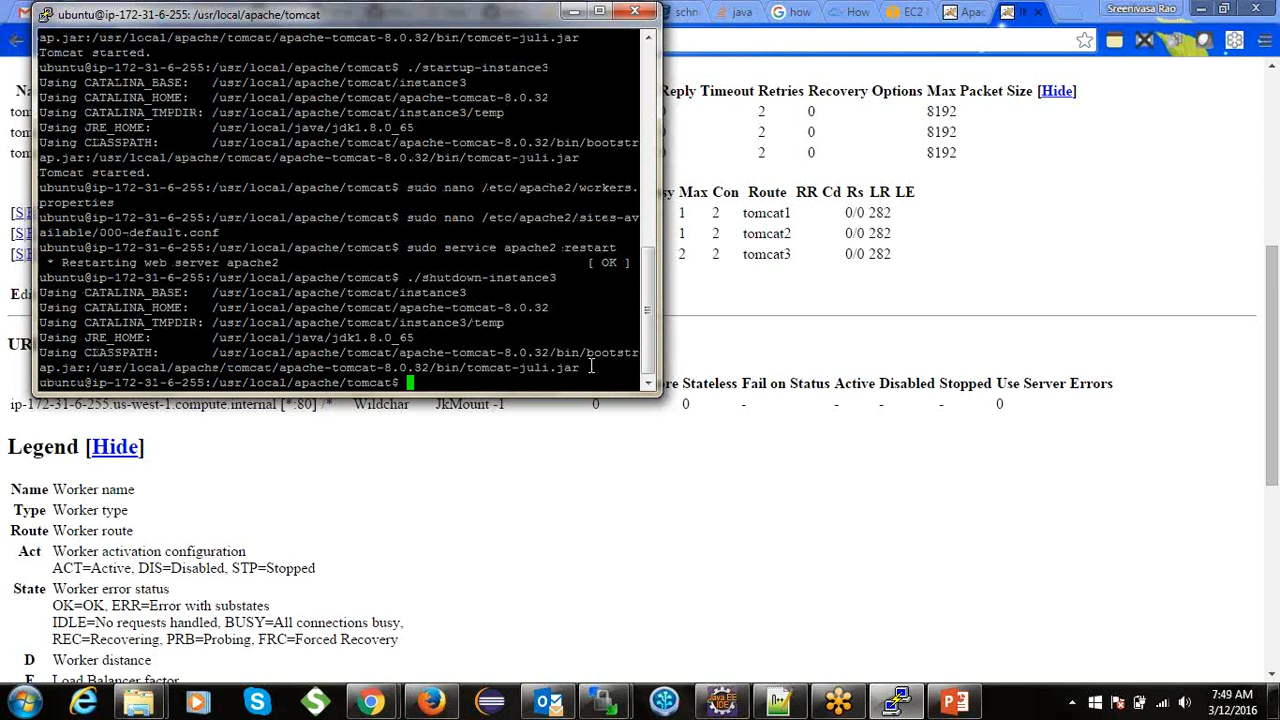 ubuntu@ip-172-31-6-255: /usr/local/apache/tomcat
schn
java
how
How
EC2
Apac
Sreenivasa Rao
ap.jar:/usr/local/apache/tomcat/apache-tomcat-8.0.32/bin/tomcat-juli.jar
Tomcat started.
ubuntu@ip-172-31-6-255:/usr/local/apache/tomcat$ ./startup-instance3
Using CATALINA_BASE:   /usr/local/apache/tomcat/instance3
Using CATALINA_HOME:   /usr/local/apache/tomcat/apache-tomcat-8.0.32
Using CATALINA_TMPDIR: /usr/local/apache/tomcat/instance3/temp
Using JRE_HOME:        /usr/local/java/jdk1.8.0_65
Using CLASSPATH:       /usr/local/apache/tomcat/apache-tomcat-8.0.32/bin/bootstr
ap.jar:/usr/local/apache/tomcat/apache-tomcat-8.0.32/bin/tomcat-juli.jar
Tomcat started.
ubuntu@ip-172-31-6-255:/usr/local/apache/tomcat$ sudo nano /etc/apache2/workers.
properties
ubuntu@ip-172-31-6-255:/usr/local/apache/tomcat$ sudo nano /etc/apache2/sites-av
ailable/000-default.conf
ubuntu@ip-172-31-6-255:/usr/local/apache/tomcat$ sudo service apache2 restart
 * Restarting web server apache2                                         [ OK ]
ubuntu@ip-172-31-6-255:/usr/local/apache/tomcat$ ./shutdown-instance3
Using CATALINA_BASE:   /usr/local/apache/tomcat/instance3
Using CATALINA_HOME:   /usr/local/apache/tomcat/apache-tomcat-8.0.32
Using CATALINA_TMPDIR: /usr/local/apache/tomcat/instance3/temp
Using JRE_HOME:        /usr/local/java/jdk1.8.0_65
Using CLASSPATH:       /usr/local/apache/tomcat/apache-tomcat-8.0.32/bin/bootstr
ap.jar:/usr/local/apache/tomcat/apache-tomcat-8.0.32/bin/tomcat-juli.jar
ubuntu@ip-172-31-6-255:/usr/local/apache/tomcat$
Reply Timeout Retries Recovery Options Max Packet Size [Hide]
tom 2 0 8192
tom 2 0 8192
tom 2 0 8192
Max Con Route RR Cd Rs LR LE
[S| 1 2 tomcat1 0/0 282
[S| 1 2 tomcat2 0/0 282
[S| 2 2 tomcat3 0/0 282
Edi
UR
Stateless Fail on Status Active Disabled Stopped Use Server Errors
ip-172-31-6-255.us-west-1.compute.internal [*:80] /* Wildchar JkMount -1 0 0 - - - - 0
Legend [Hide]
Name Worker name
Type Worker type
Route Worker route
Act Worker activation configuration
ACT=Active, DIS=Disabled, STP=Stopped
State Worker error status
OK=OK, ERR=Error with substates
IDLE=No requests handled, BUSY=All connections busy,
REC=Recovering, PRB=Probing, FRC=Forced Recovery
D Worker distance
F Load Balancer factor
7:49 AM
3/12/2016